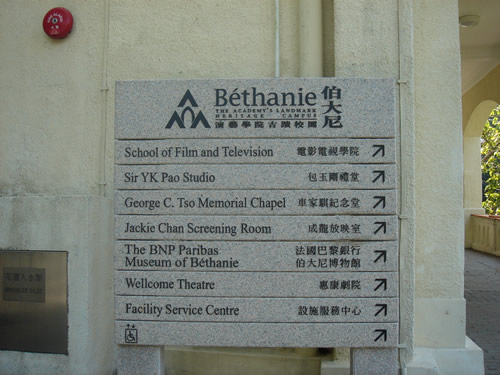 Béthanie 伯大尼
THE ACADEMY'S LANDMARK
HERITAGE CAMPUS
演藝學院古蹟校園
School of Film and Television 電影電視學院
Sir YK Pao Studio 包玉剛禮堂
George C. Tso Memorial Chapel 車家騏紀念堂
Jackie Chan Screening Room 成龍放映室
The BNP Paribas 法國巴黎銀行
Museum of Béthanie 伯大尼博物館
Wellcome Theatre 惠康劇院
Facility Service Centre 設施服務中心